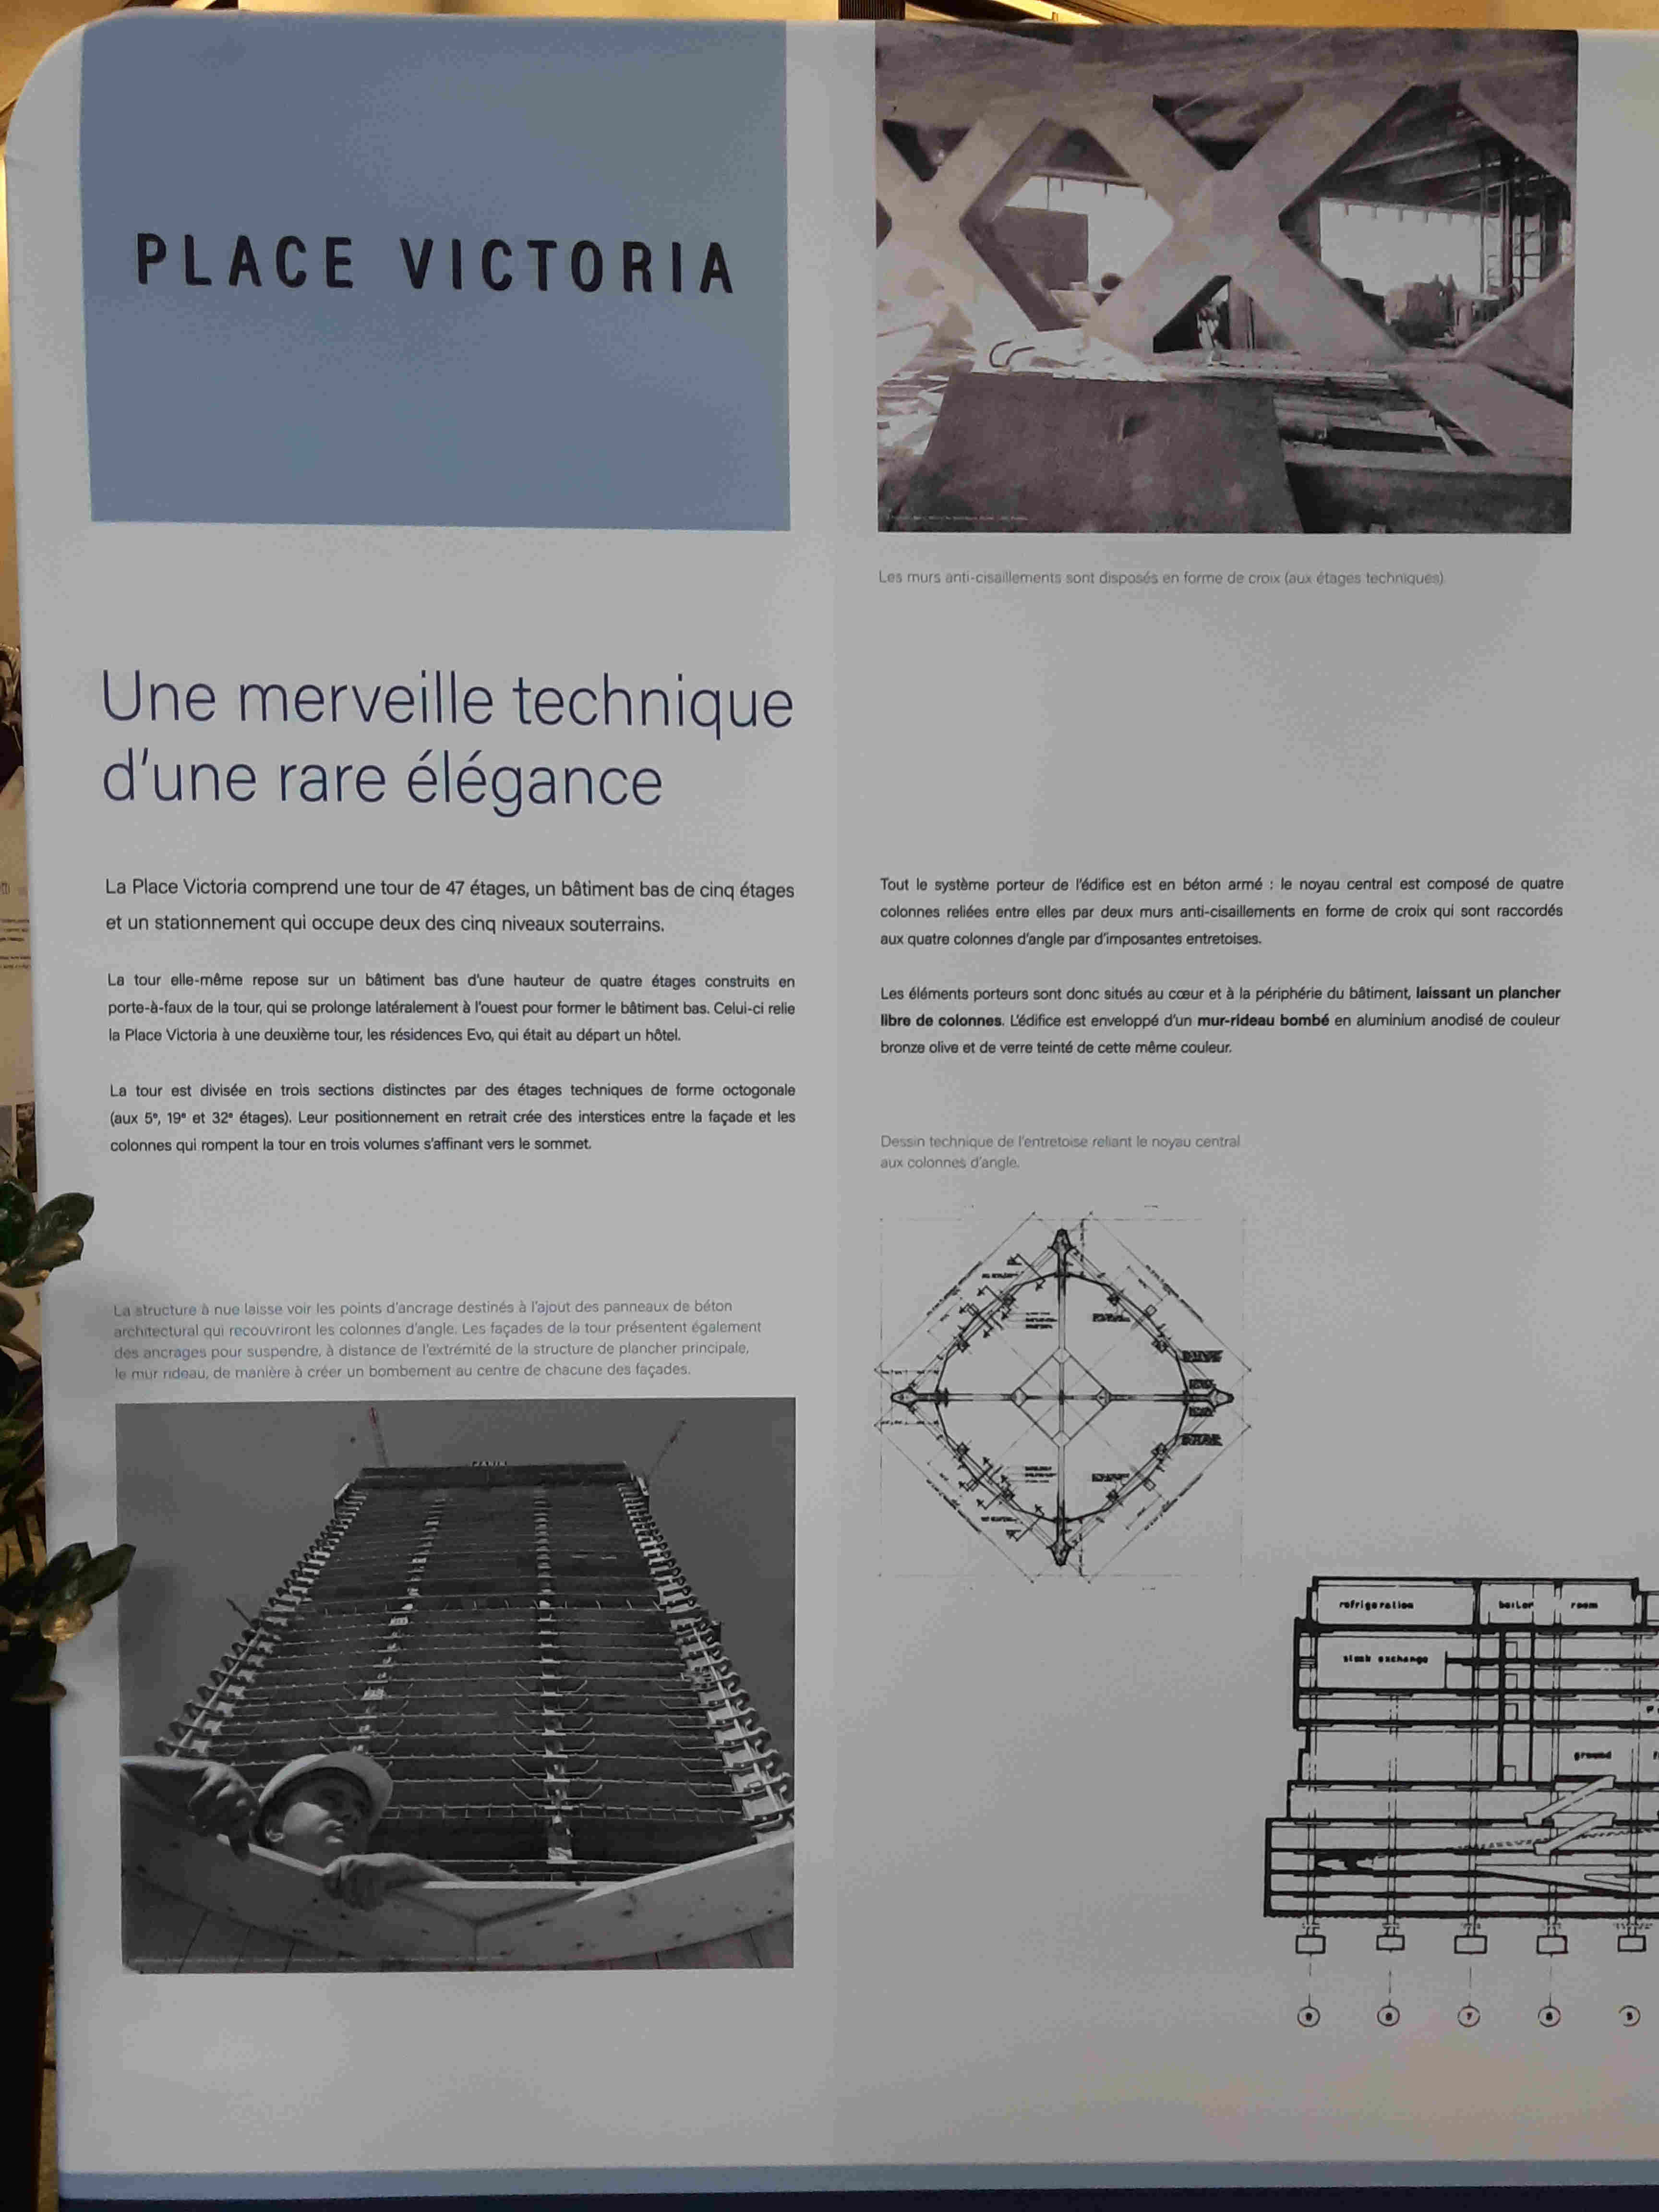 PLACE VICTORIA
Une merveille technique
d'une rare élégance
La Place Victoria comprend une tour de 47 étages, un bâtiment bas de cinq étages
et un stationnement qui occupe deux des cinq niveaux souterrains.
La tour elle-même repose sur un bâtiment bas d'une hauteur de quatre étages construits en
porte-à-faux de la tour, qui se prolonge latéralement à l'ouest pour former le bâtiment bas. Celui-ci relie
la Place Victoria à une deuxième tour, les résidences Evo, qui était au départ un hôtel.
La tour est divisée en trois sections distinctes par des étages techniques de forme octogonale
(aux 5e, 19e et 32e étages). Leur positionnement en retrait crée des interstices entre la façade et les
colonnes qui rompent la tour en trois volumes s'affinant vers le sommet.
La structure à nue laisse voir les points d'ancrage destinés à l'ajout des panneaux de béton
architectural qui recouvriront les colonnes d'angle. Les façades de la tour présentent également
des ancrages pour suspendre, à distance de l'extrémité de la structure de plancher principale,
le mur rideau, de manière à créer un bombement au centre de chacune des façades.
Les murs anti-cisaillements sont disposés en forme de croix (aux étages techniques).
Tout le système porteur de l'édifice est en béton armé : le noyau central est composé de quatre
colonnes reliées entre elles par deux murs anti-cisaillements en forme de croix qui sont raccordés
aux quatre colonnes d'angle par d'imposantes entretoises.
Les éléments porteurs sont donc situés au cœur et à la périphérie du bâtiment, laissant un plancher
libre de colonnes. L'édifice est enveloppé d'un mur-rideau bombé en aluminium anodisé de couleur
bronze olive et de verre teinté de cette même couleur.
Dessin technique de l'entretoise reliant le noyau central
aux colonnes d'angle.
refrigeration boiler room
stock exchange
ground